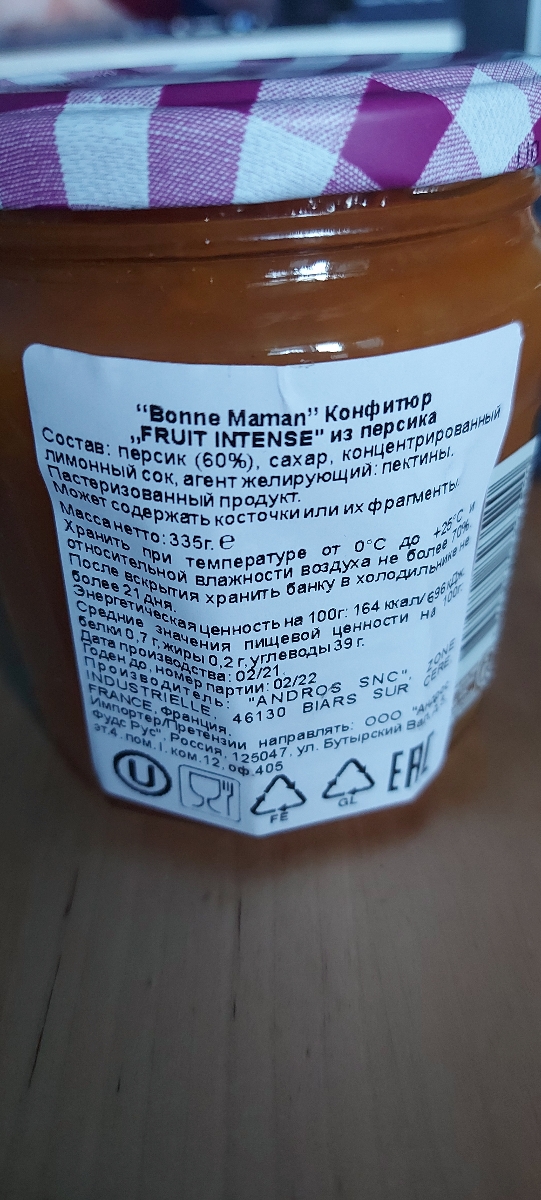 “Bonne Maman” Конфитюр
„FRUIT INTENSE" из персика
Состав: персик (60%), сахар, концентрированный
лимонный сок, агент желирующий: пектины.
Пастеризованный продукт.
Может содержать косточки или их фрагменты.
Масса нетто: 335г. ℮
Хранить при температуре от 0°C до +25°C и
относительной влажности воздуха не более 70%.
После вскрытия хранить банку в холодильнике не
более 21 дня.
Энергетическая ценность на 100г: 164 ккал/ 696 кДж.
Средние значения пищевой ценности на 100г:
белки 0,7 г, жиры 0,2 г, углеводы 39 г.
Дата производства: 02/21.
Годен до, номер партии: 02/22
Производитель: "ANDROS SNC", ZONE
INDUSTRIELLE, 46130 BIARS SUR CERE,
FRANCE, Франция.
Импортер/Претензии направлять: ООО "Андрос
Фудс Рус", Россия, 125047, ул. Бутырский Вал,
эт.4, пом. I, ком.12, оф.405
U FE GL EAC